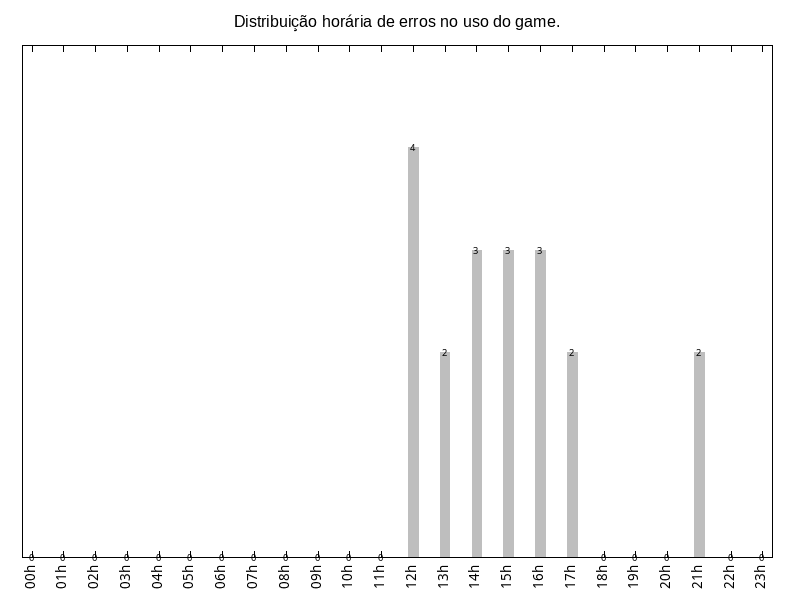 Distribuição horária de erros no uso do game.
4
3 3 3
2 2 2
0 0 0 0 0 0 0 0 0 0 0 0 0 0 0 0 0
00h 01h 02h 03h 04h 05h 06h 07h 08h 09h 10h 11h 12h 13h 14h 15h 16h 17h 18h 19h 20h 21h 22h 23h